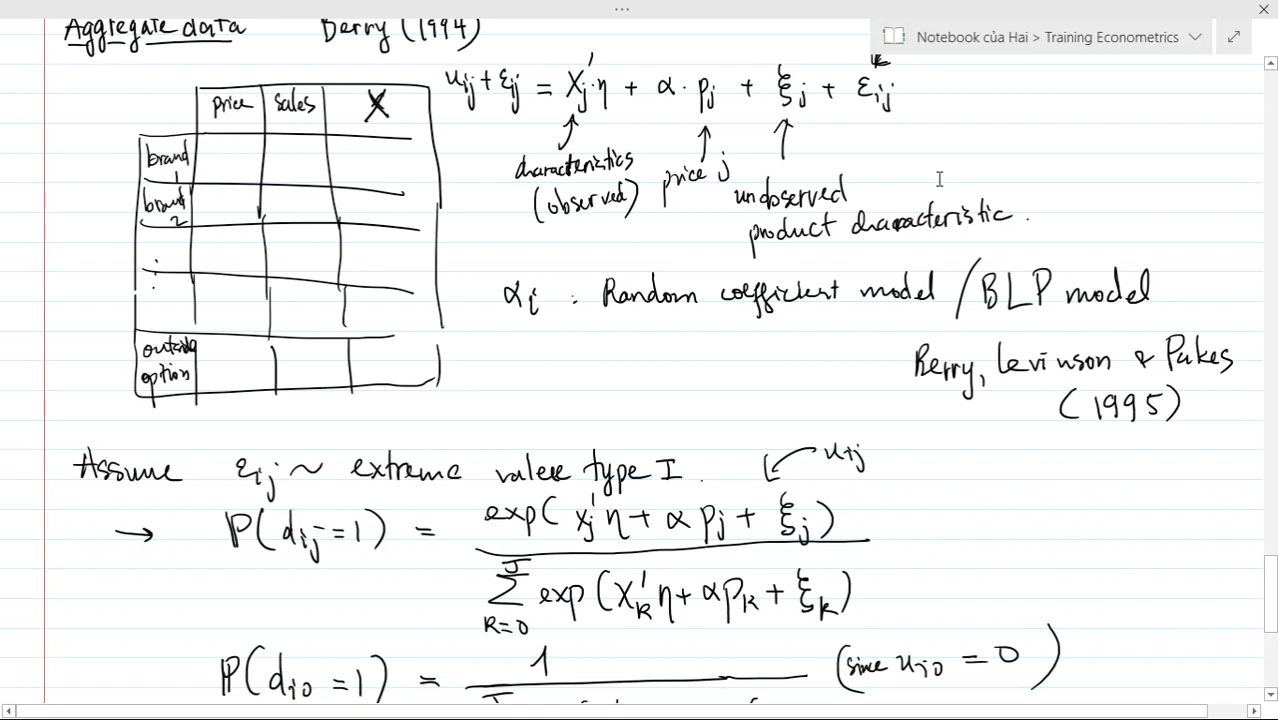 ...
Notebook của Hai > Training Econometrics
Aggregate data Berry (1994)
u_ij + ε_ij = X_j'·η + α·p_j + ξ_j + ε_ij
price sales X
brand 1
brand 2
⋮
outside option
characteristics
(observed)
price j
undoserved
product characteristic.
α_i : Random coefficient model / BLP model
Berry, Levinson & Pakes
(1995)
Assume ε_ij ~ extreme value type I.
u_ij
→ P(d_ij = 1) = exp(x_j'η + αp_j + ξ_j) / Σ_{k=0}^{J} exp(X_k'η + αp_k + ξ_k)
P(d_i0 = 1) = 1
(since u_i0 = 0)